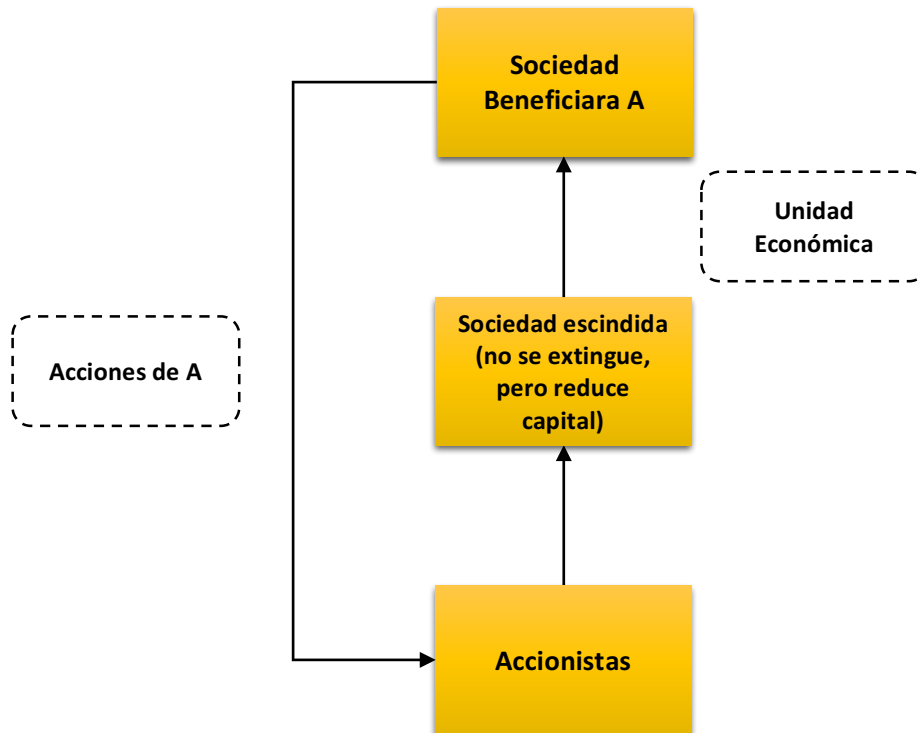 Sociedad
Beneficiara A
Unidad
Económica
Sociedad escindida
(no se extingue,
pero reduce
capital)
Acciones de A
Accionistas